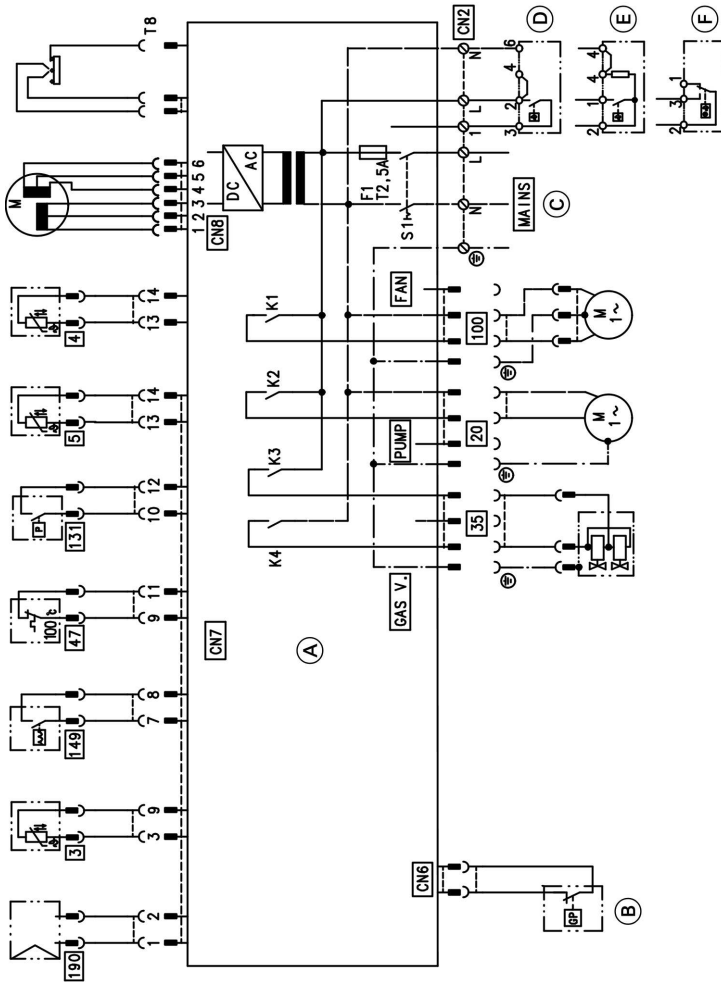 T8
M
1 2 3 4 5 6
CN8
DC
AC
F1
T2,5A
S1
CN2
N
L
1
L
N
MAINS
C
D
3 2 4 6
E
2 1 4 4
F
2 3 1
4
13 14
5
13 14
131
P
10 12
47
100 °C
9 11
149
7 8
3
3 9
190
1 2
CN7
A
K1
K2
K3
K4
FAN
100
PUMP
20
GAS V.
35
M
1~
M
1~
CN6
GP
B